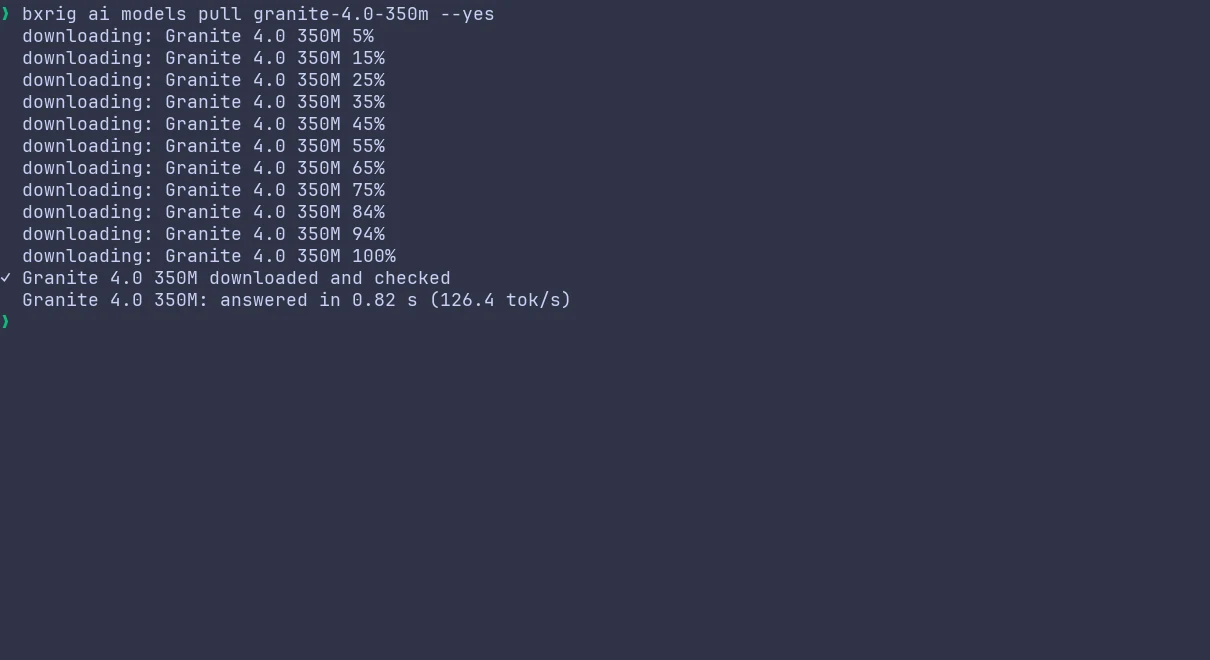 ❯ bxrig ai models pull granite-4.0-350m --yes
downloading: Granite 4.0 350M 5%
downloading: Granite 4.0 350M 15%
downloading: Granite 4.0 350M 25%
downloading: Granite 4.0 350M 35%
downloading: Granite 4.0 350M 45%
downloading: Granite 4.0 350M 55%
downloading: Granite 4.0 350M 65%
downloading: Granite 4.0 350M 75%
downloading: Granite 4.0 350M 84%
downloading: Granite 4.0 350M 94%
downloading: Granite 4.0 350M 100%
✓ Granite 4.0 350M downloaded and checked
Granite 4.0 350M: answered in 0.82 s (126.4 tok/s)
❯